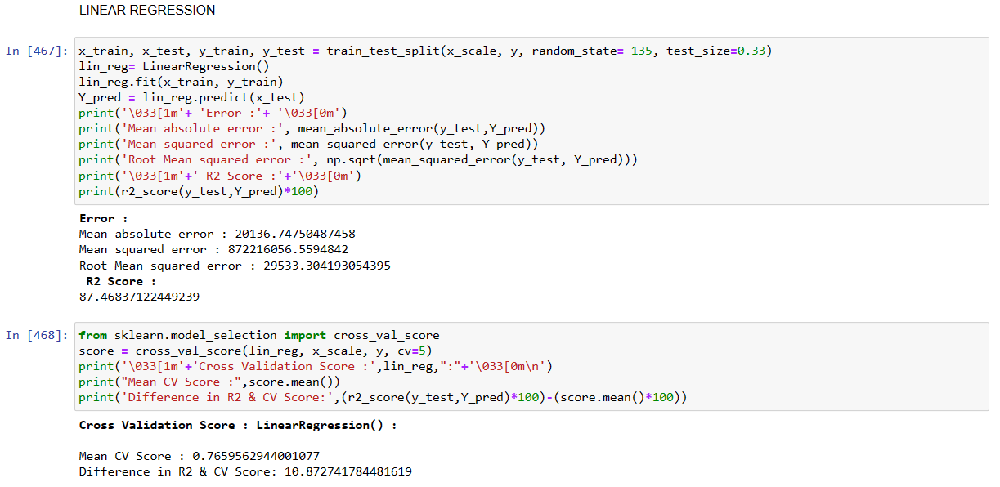 LINEAR REGRESSION
In [467]: x_train, x_test, y_train, y_test = train_test_split(x_scale, y, random_state= 135, test_size=0.33)
lin_reg= LinearRegression()
lin_reg.fit(x_train, y_train)
Y_pred = lin_reg.predict(x_test)
print('\033[1m'+ 'Error :'+ '\033[0m')
print('Mean absolute error :', mean_absolute_error(y_test,Y_pred))
print('Mean squared error :', mean_squared_error(y_test, Y_pred))
print('Root Mean squared error :', np.sqrt(mean_squared_error(y_test, Y_pred)))
print('\033[1m'+' R2 Score :'+'\033[0m')
print(r2_score(y_test,Y_pred)*100)
Error :
Mean absolute error : 20136.74750487458
Mean squared error : 872216056.5594842
Root Mean squared error : 29533.304193054395
R2 Score :
87.46837122449239
In [468]: from sklearn.model_selection import cross_val_score
score = cross_val_score(lin_reg, x_scale, y, cv=5)
print('\033[1m'+'Cross Validation Score :',lin_reg,":"+'\033[0m\n')
print("Mean CV Score :",score.mean())
print('Difference in R2 & CV Score:',(r2_score(y_test,Y_pred)*100)-(score.mean()*100))
Cross Validation Score : LinearRegression() :
Mean CV Score : 0.7659562944001077
Difference in R2 & CV Score: 10.872741784481619